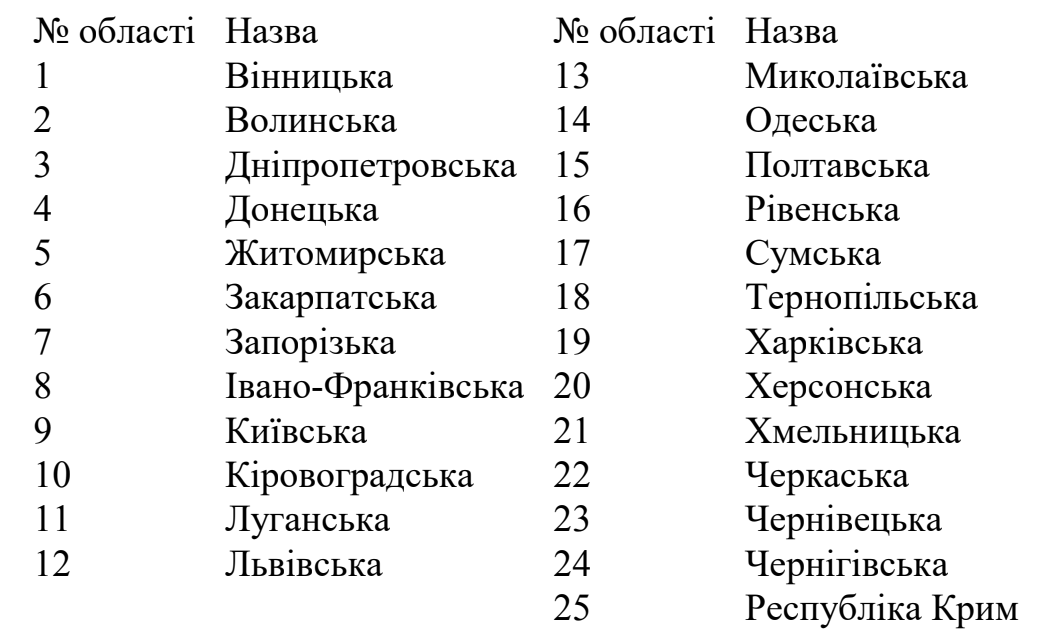 № області Назва № області Назва
1 Вінницька 13 Миколаївська
2 Волинська 14 Одеська
3 Дніпропетровська 15 Полтавська
4 Донецька 16 Рівенська
5 Житомирська 17 Сумська
6 Закарпатська 18 Тернопільська
7 Запорізька 19 Харківська
8 Івано-Франківська 20 Херсонська
9 Київська 21 Хмельницька
10 Кіровоградська 22 Черкаська
11 Луганська 23 Чернівецька
12 Львівська 24 Чернігівська
25 Республіка Крим